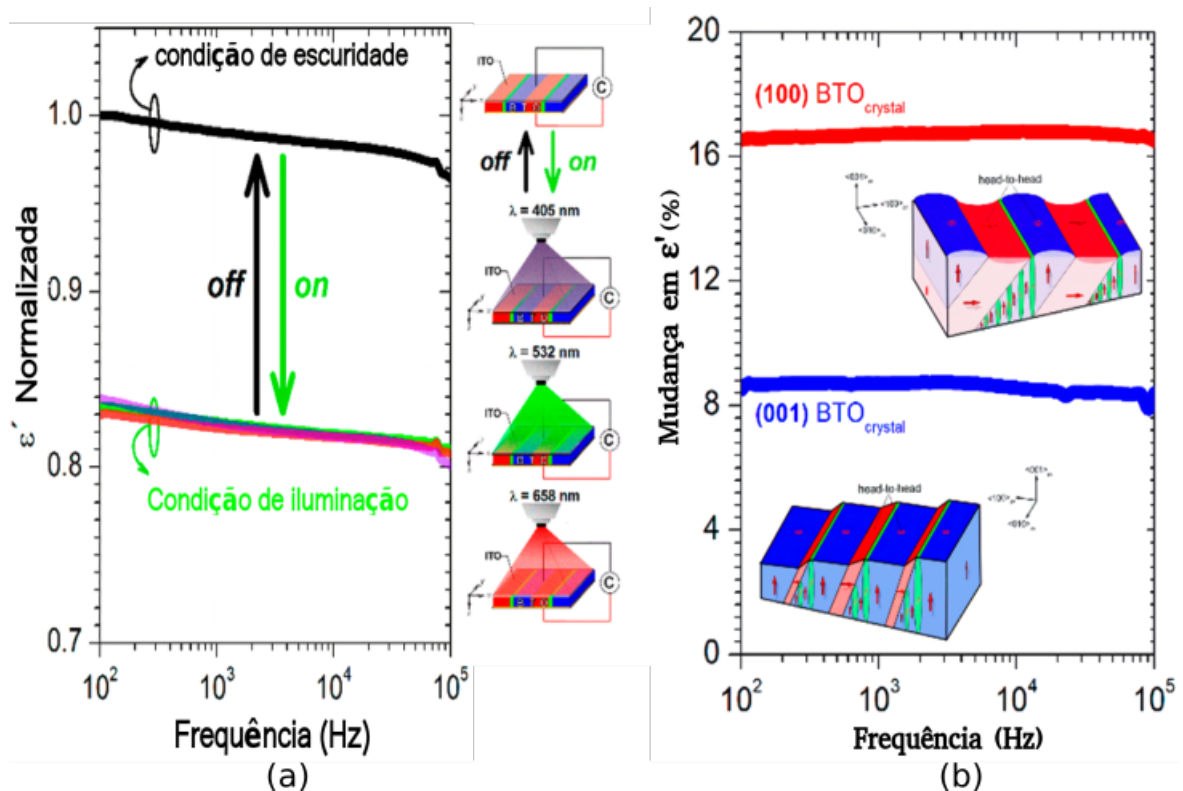 condição de escuridade
1.0
0.9
0.8
0.7
off
on
Condição de iluminação
ε´ Normalizada
10² 10³ 10⁴ 10⁵
Frequência (Hz)
(a)
ITO
B T O
C
off
on
λ = 405 nm
ITO
C
λ = 532 nm
ITO
C
λ = 658 nm
ITO
C
20
16
12
8
4
0
Mudança em ε'(%)
(100) BTOcrystal
head-to-head
(001) BTOcrystal
head-to-head
<001>
<100>
<010>
10² 10³ 10⁴ 10⁵
Frequência (Hz)
(b)